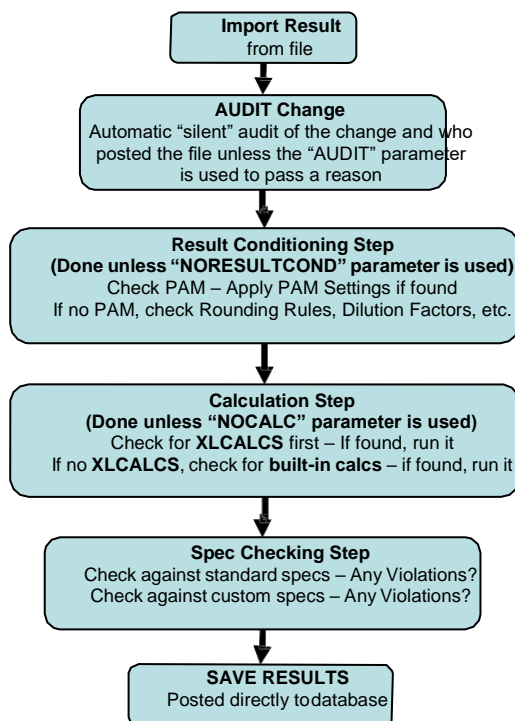 Import Result
from file
AUDIT Change
Automatic “silent” audit of the change and who
posted the file unless the “AUDIT” parameter
is used to pass a reason
Result Conditioning Step
(Done unless “NORESULTCOND” parameter is used)
Check PAM – Apply PAM Settings if found
If no PAM, check Rounding Rules, Dilution Factors, etc.
Calculation Step
(Done unless “NOCALC” parameter is used)
Check for XLCALCS first – If found, run it
If no XLCALCS, check for built-in calcs – if found, run it
Spec Checking Step
Check against standard specs – Any Violations?
Check against custom specs – Any Violations?
SAVE RESULTS
Posted directly todatabase